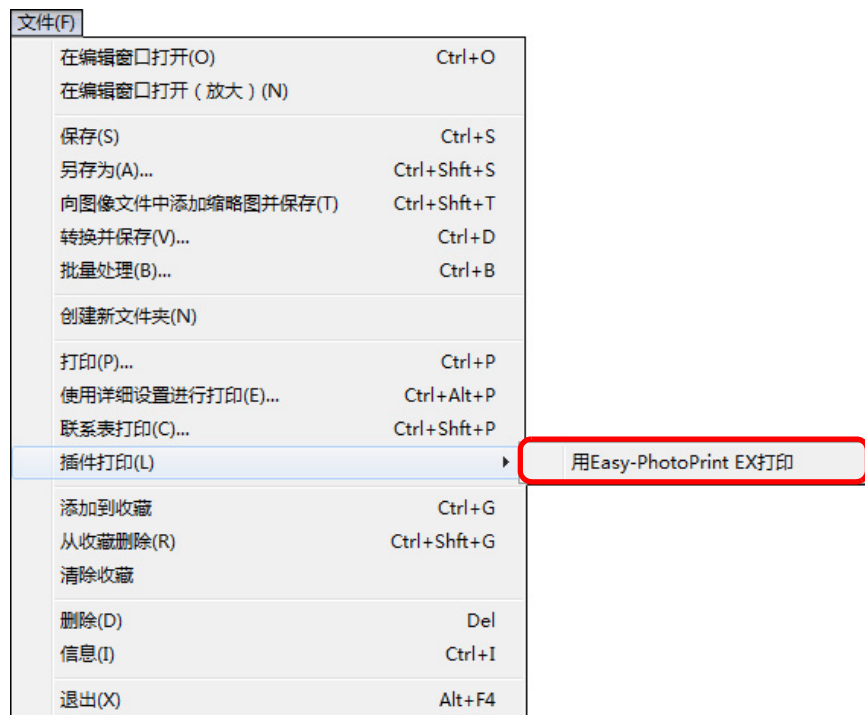 文件(F)
在编辑窗口打开(O) Ctrl+O
在编辑窗口打开（放大）(N)
保存(S) Ctrl+S
另存为(A)... Ctrl+Shft+S
向图像文件中添加缩略图并保存(T) Ctrl+Shft+T
转换并保存(V)... Ctrl+D
批量处理(B)... Ctrl+B
创建新文件夹(N)
打印(P)... Ctrl+P
使用详细设置进行打印(E)... Ctrl+Alt+P
联系表打印(C)... Ctrl+Shft+P
插件打印(L) 用Easy-PhotoPrint EX打印
添加到收藏 Ctrl+G
从收藏删除(R) Ctrl+Shft+G
清除收藏
删除(D) Del
信息(I) Ctrl+I
退出(X) Alt+F4